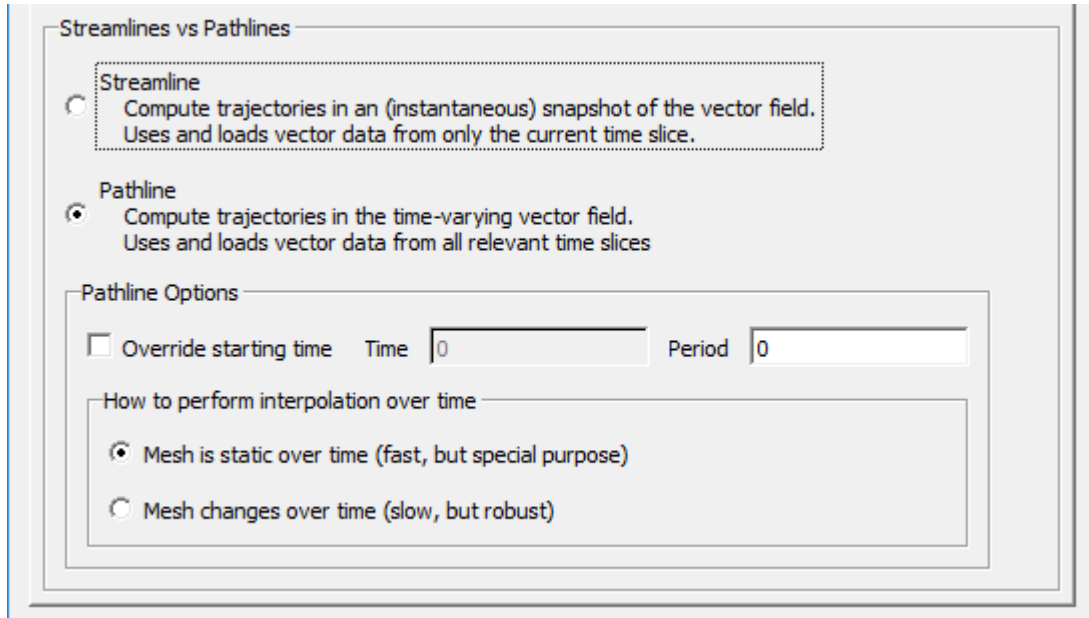 Streamlines vs Pathlines
Streamline
Compute trajectories in an (instantaneous) snapshot of the vector field.
Uses and loads vector data from only the current time slice.
Pathline
Compute trajectories in the time-varying vector field.
Uses and loads vector data from all relevant time slices
Pathline Options
Override starting time Time 0 Period 0
How to perform interpolation over time
Mesh is static over time (fast, but special purpose)
Mesh changes over time (slow, but robust)